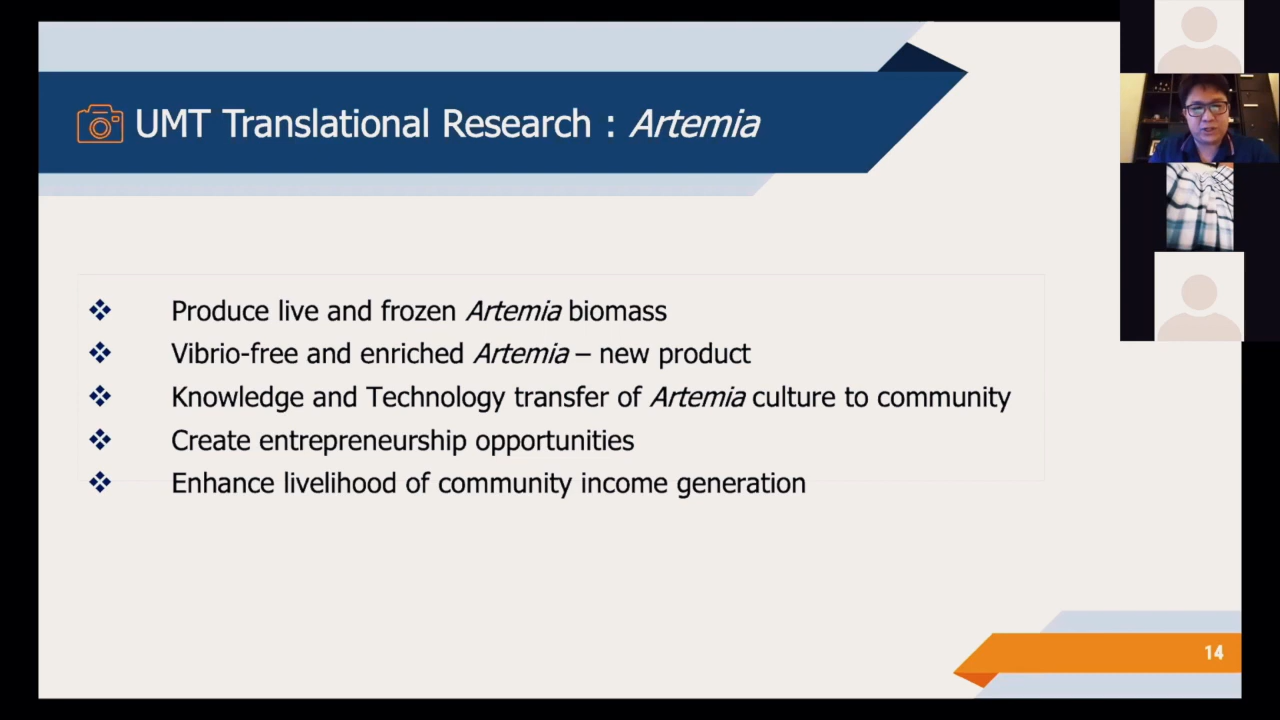 UMT Translational Research : Artemia
Produce live and frozen Artemia biomass
Vibrio-free and enriched Artemia – new product
Knowledge and Technology transfer of Artemia culture to community
Create entrepreneurship opportunities
Enhance livelihood of community income generation
14